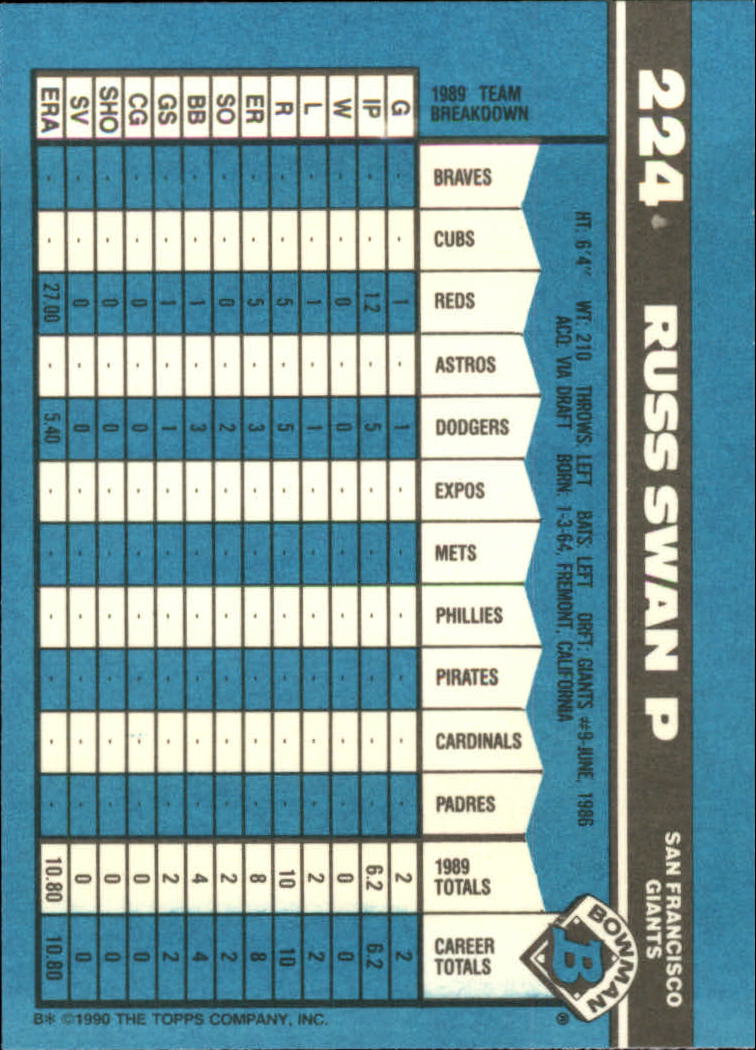 224 RUSS SWAN P SAN FRANCISCO
GIANTS
HT: 6'4" WT: 210 THROWS: LEFT BATS: LEFT DRFT: GIANTS #9-JUNE, 1986
ACQ: VIA DRAFT BORN: 1-3-64, FREMONT, CALIFORNIA
BOWMAN
B
1989 TEAM
BREAKDOWN
G IP W L R ER SO BB GS CG SHO SV ERA
BRAVES - - - - - - - - - - - - -
CUBS - - - - - - - - - - - - -
REDS 1 1.2 0 1 5 5 0 1 1 0 0 0 27.00
ASTROS - - - - - - - - - - - - -
DODGERS 1 5 0 1 5 3 2 3 1 0 0 0 5.40
EXPOS - - - - - - - - - - - - -
METS - - - - - - - - - - - - -
PHILLIES - - - - - - - - - - - - -
PIRATES - - - - - - - - - - - - -
CARDINALS - - - - - - - - - - - - -
PADRES - - - - - - - - - - - - -
1989
TOTALS 2 6.2 0 2 10 8 2 4 2 0 0 0 10.80
CAREER
TOTALS 2 6.2 0 2 10 8 2 4 2 0 0 0 10.80
B* ©1990 THE TOPPS COMPANY, INC.
®